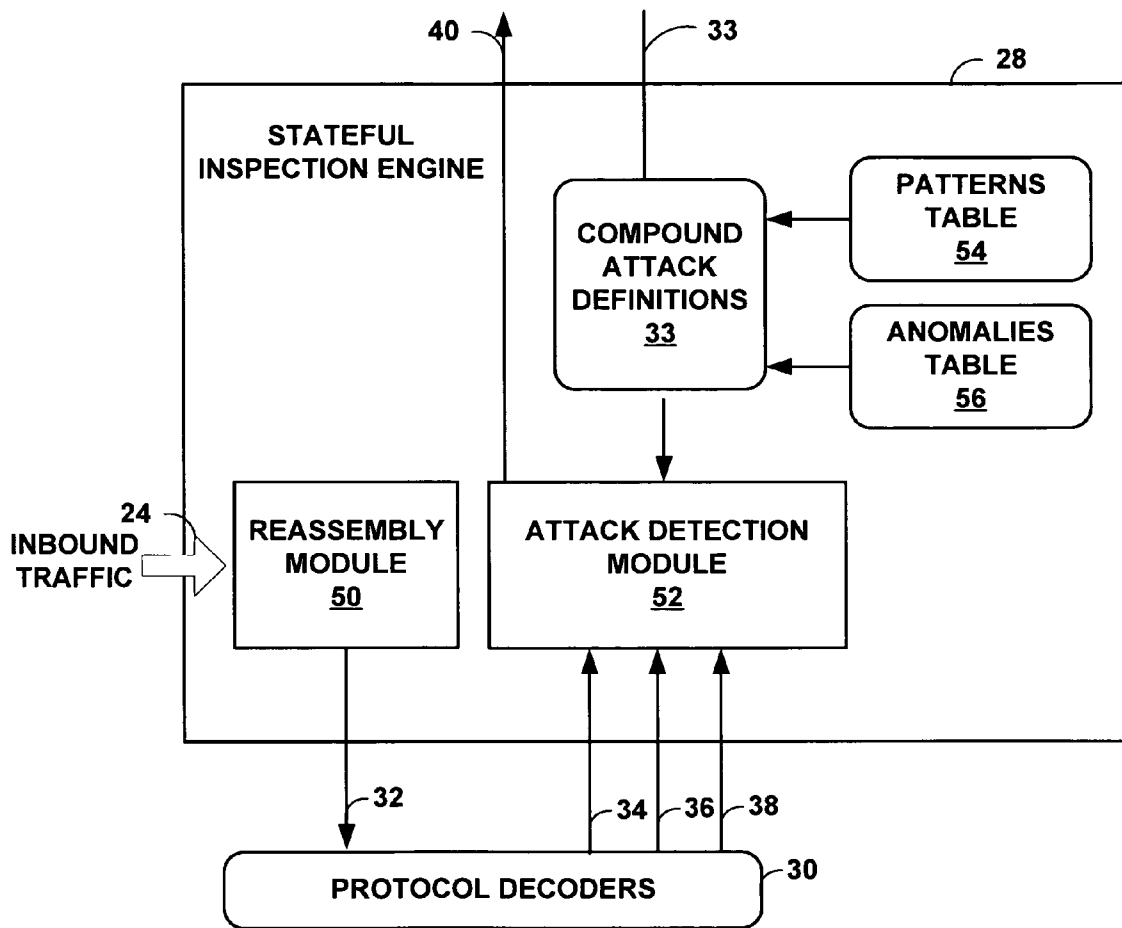 40
33
28
STATEFUL
INSPECTION ENGINE
COMPOUND
ATTACK
DEFINITIONS
33
PATTERNS
TABLE
54
ANOMALIES
TABLE
56
24
INBOUND
TRAFFIC
REASSEMBLY
MODULE
50
ATTACK DETECTION
MODULE
52
32
34
36
38
PROTOCOL DECODERS
30